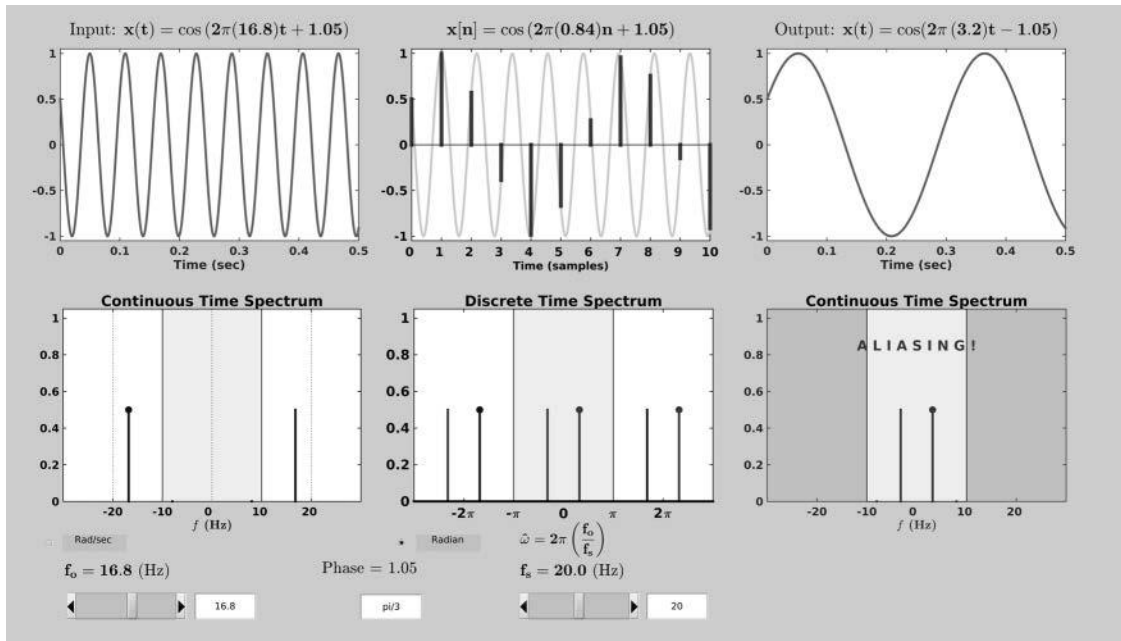 Input: x(t) = cos (2π(16.8)t + 1.05)
x[n] = cos (2π(0.84)n + 1.05)
Output: x(t) = cos(2π (3.2)t − 1.05)
1
0.5
0
-0.5
-1
0 0.1 0.2 0.3 0.4 0.5
Time (sec)
1
0.5
0
-0.5
-1
0 1 2 3 4 5 6 7 8 9 10
Time (samples)
1
0.5
0
-0.5
-1
0 0.1 0.2 0.3 0.4 0.5
Time (sec)
Continuous Time Spectrum
1
0.8
0.6
0.4
0.2
0
-20 -10 0 10 20
f (Hz)
Discrete Time Spectrum
1
0.8
0.6
0.4
0.2
0
-2π -π 0 π 2π
Continuous Time Spectrum
ALIASING!
1
0.8
0.6
0.4
0.2
0
-20 -10 0 10 20
f (Hz)
Rad/sec
Radian
ω̂ = 2π (f_o/f_s)
f_o = 16.8 (Hz)
Phase = 1.05
f_s = 20.0 (Hz)
16.8
pi/3
20